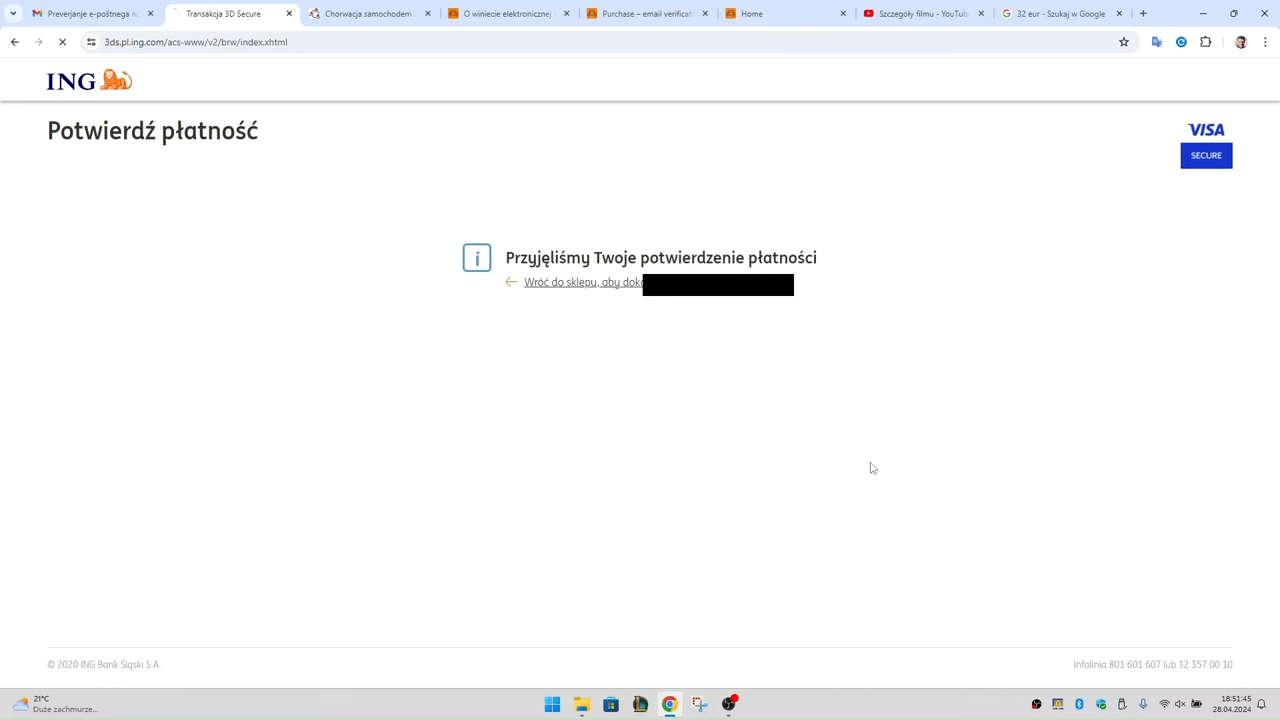 Preverjanje e-poštnega n
Transakcja 3D Secure
Chorwacja samochodem
O winiecie elektronicznej
Purchase – email verificat
Home
Szczegóły filmu - YouTub
32 eur - Szukaj w Google
3ds.pl.ing.com/acs-www/v2/brw/index.xhtml
ING
Potwierdź płatność
VISA
SECURE
Przyjęliśmy Twoje potwierdzenie płatności
Wróć do sklepu, aby doko
© 2020 ING Bank Śląski S.A.
Infolinia 801 601 607 lub 32 357 00 10
21°C
Duże zachmurze...
18:51:45
28.04.2024